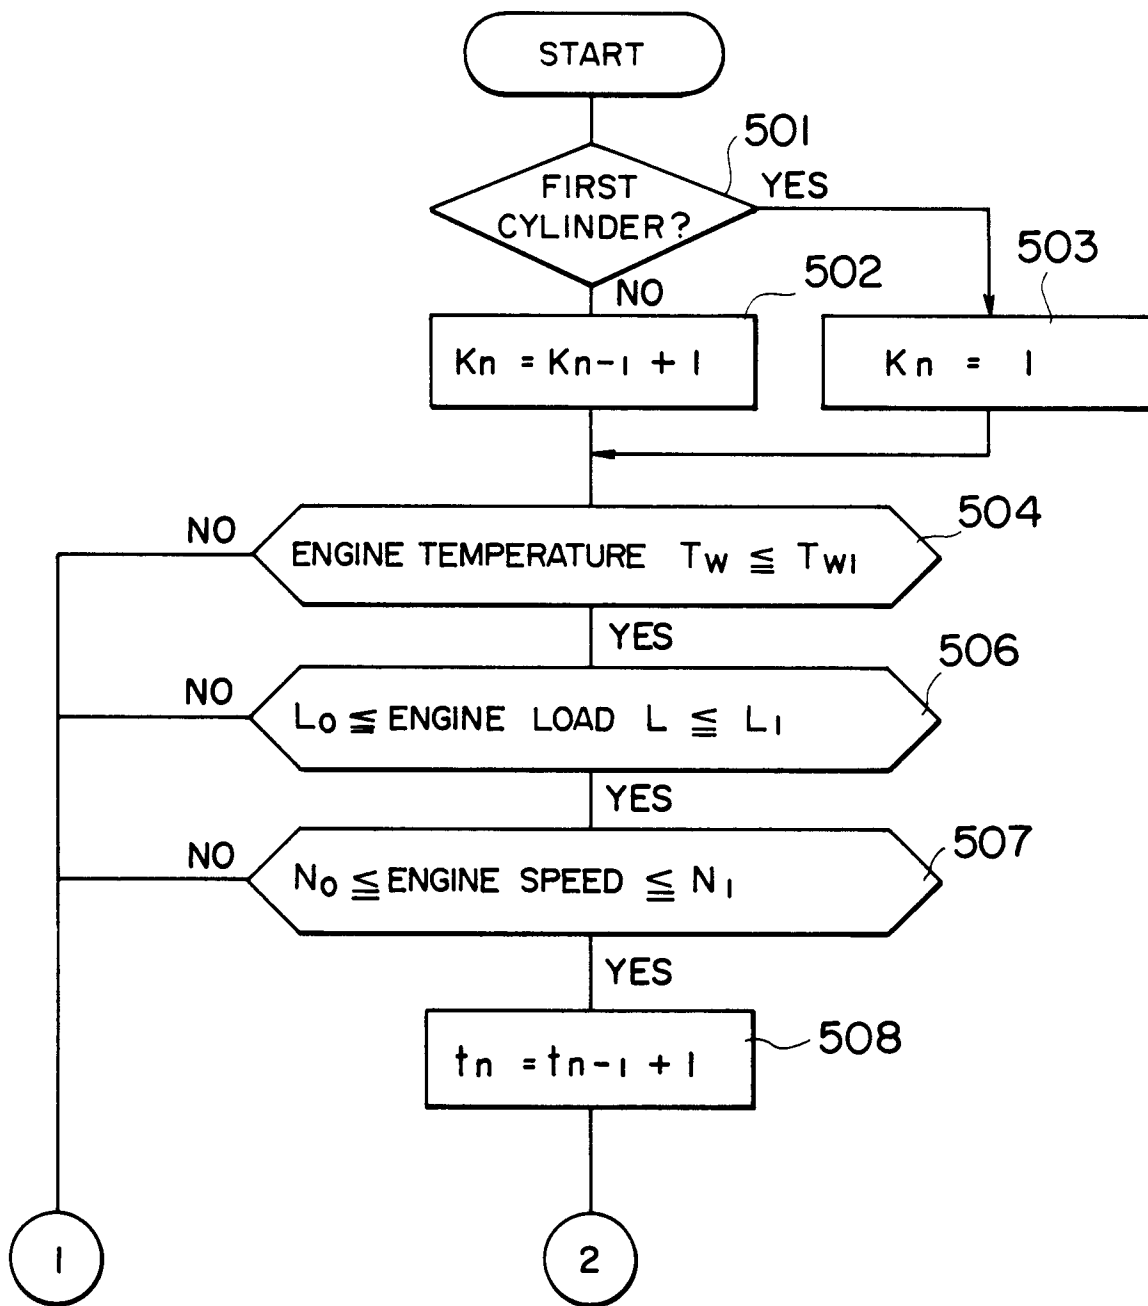 START
501
FIRST
CYLINDER?
YES
NO
502
503
Kn = Kn-1 + 1
Kn = 1
504
NO
ENGINE TEMPERATURE Tw ≦ Tw1
YES
506
NO
L0 ≦ ENGINE LOAD L ≦ L1
YES
507
NO
N0 ≦ ENGINE SPEED ≦ N1
YES
508
tn = tn-1 + 1
1
2